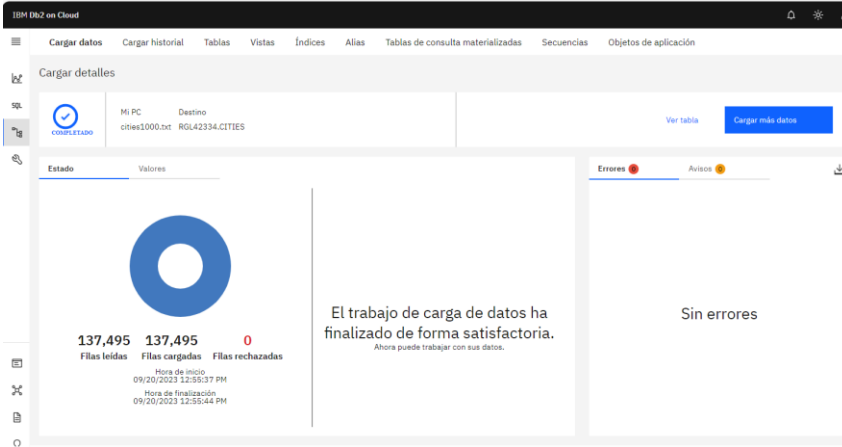 IBM Db2 on Cloud
Cargar datos Cargar historial Tablas Vistas Índices Alias Tablas de consulta materializadas Secuencias Objetos de aplicación
Cargar detalles
SQL
COMPLETADO
Mi PC Destino
cities1000.txt RGL42334.CITIES
Ver tabla
Cargar más datos
Estado Valores
Errores 0 Avisos 0
137,495 137,495 0
Filas leídas Filas cargadas Filas rechazadas
Hora de inicio
09/20/2023 12:55:37 PM
Hora de finalización
09/20/2023 12:55:44 PM
El trabajo de carga de datos ha
finalizado de forma satisfactoria.
Ahora puede trabajar con sus datos.
Sin errores